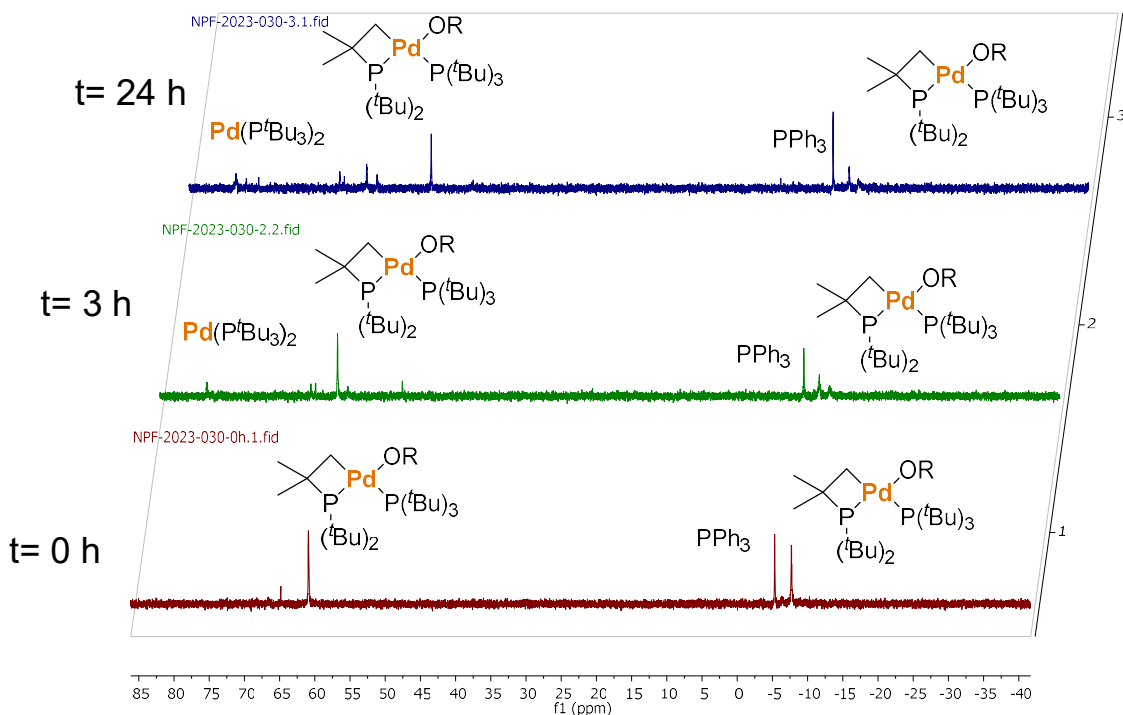 NPF-2023-030-3.1.fid
t= 24 h
OR
Pd
P
P(tBu)3
(tBu)2
OR
Pd
P
P(tBu)3
(tBu)2
Pd(PtBu3)2
PPh3
3
NPF-2023-030-2.2.fid
t= 3 h
OR
Pd
P
P(tBu)3
(tBu)2
OR
Pd
P
P(tBu)3
(tBu)2
Pd(PtBu3)2
PPh3
2
NPF-2023-030-0h.1.fid
t= 0 h
OR
Pd
P
P(tBu)3
(tBu)2
OR
Pd
P
P(tBu)3
(tBu)2
PPh3
1
85 80 75 70 65 60 55 50 45 40 35 30 25 20 15 10 5 0 -5 -10 -15 -20 -25 -30 -35 -40
f1 (ppm)